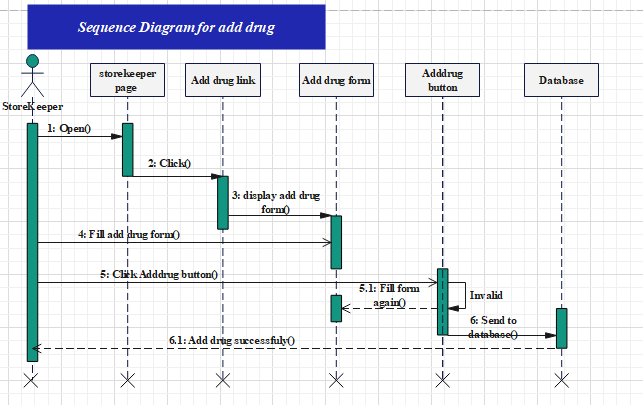 Sequence Diagram for add drug
storekeeper
page
Add drug link
Add drug form
Adddrug
button
Database
StoreKeeper
1: Open()
2: Click()
3: display add drug
form()
4: Fill add drug form()
5: Click Adddrug button()
5.1: Fill form
again()
Invalid
6: Send to
database()
6.1: Add drug successfuly()